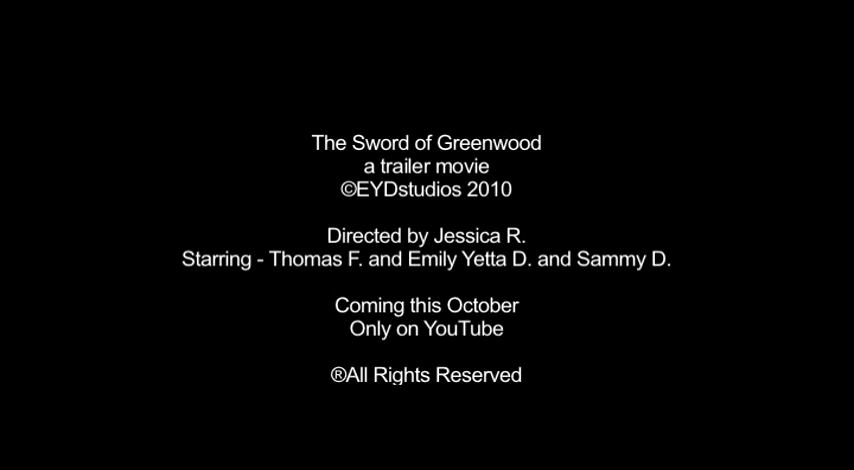 The Sword of Greenwood
a trailer movie
©EYDstudios 2010
Directed by Jessica R.
Starring - Thomas F. and Emily Yetta D. and Sammy D.
Coming this October
Only on YouTube
®All Rights Reserved